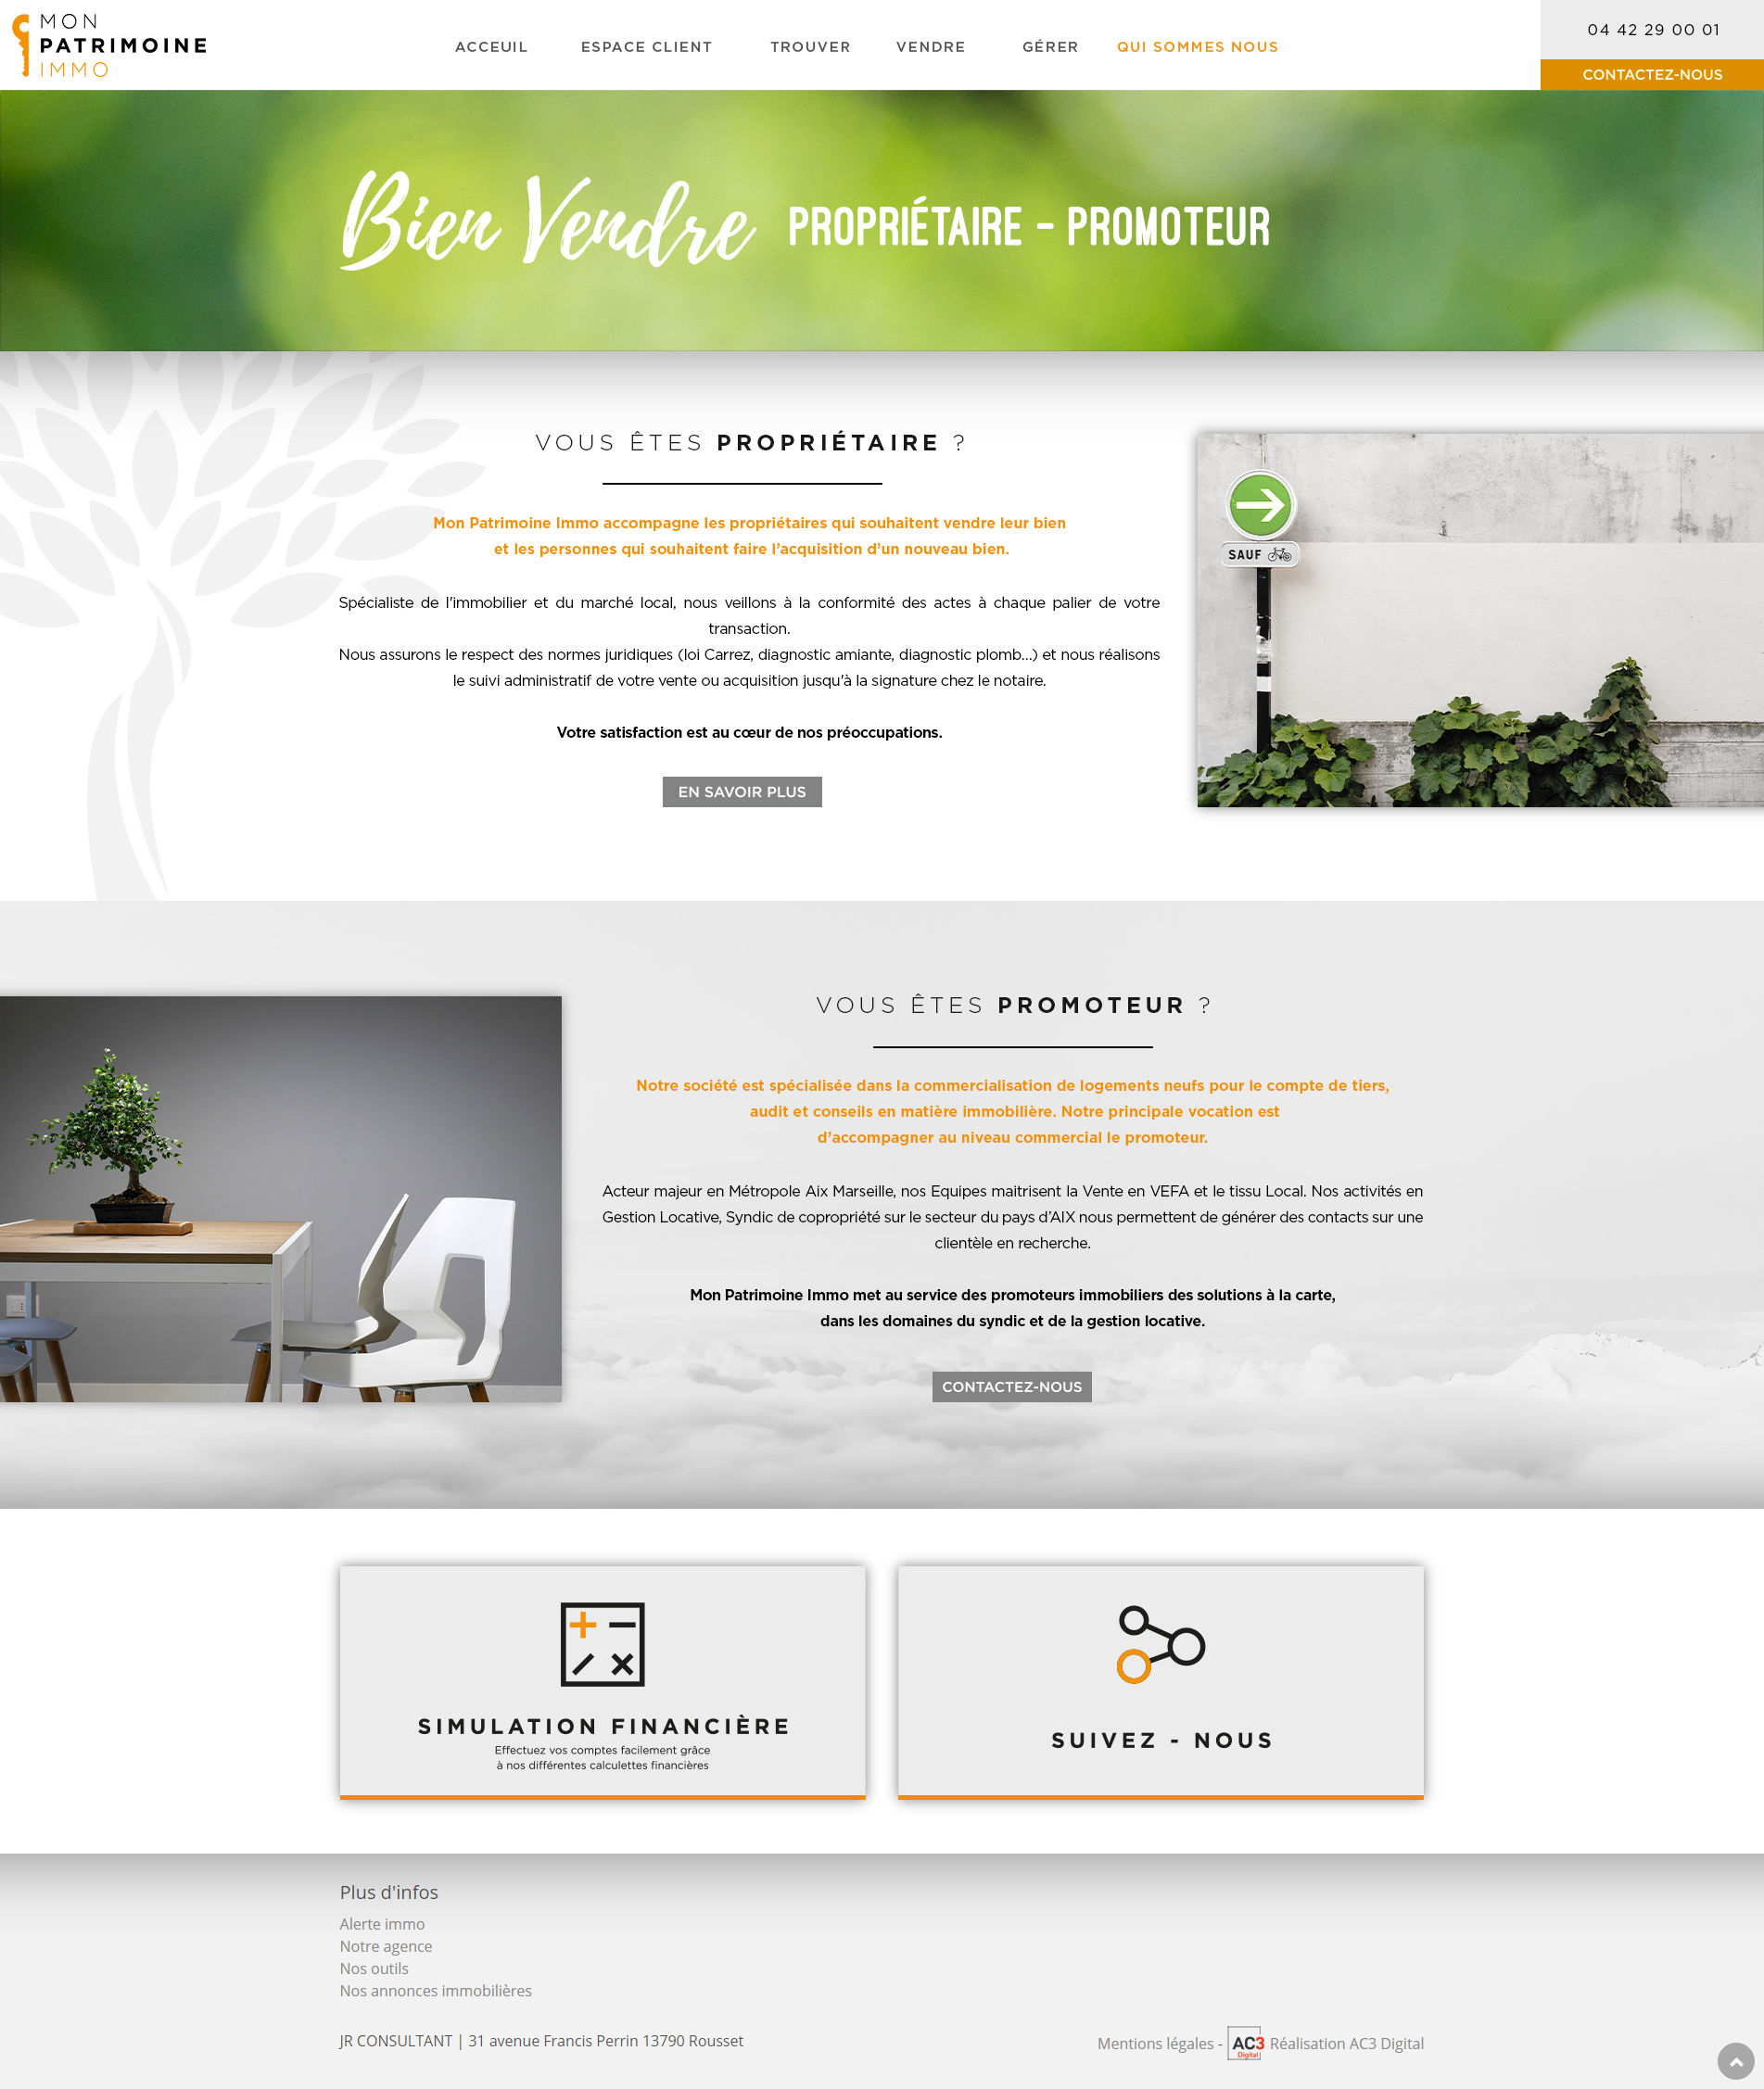 MON
PATRIMOINE
IMMO
ACCEUIL
ESPACE CLIENT
TROUVER
VENDRE
GÉRER
QUI SOMMES NOUS
04 42 29 00 01
CONTACTEZ-NOUS
Bien Vendre PROPRIÉTAIRE - PROMOTEUR
VOUS ÊTES PROPRIÉTAIRE ?
Mon Patrimoine Immo accompagne les propriétaires qui souhaitent vendre leur bien
et les personnes qui souhaitent faire l’acquisition d’un nouveau bien.
Spécialiste de l'immobilier et du marché local, nous veillons à la conformité des actes à chaque palier de votre
transaction.
Nous assurons le respect des normes juridiques (loi Carrez, diagnostic amiante, diagnostic plomb...) et nous réalisons
le suivi administratif de votre vente ou acquisition jusqu'à la signature chez le notaire.
Votre satisfaction est au cœur de nos préoccupations.
EN SAVOIR PLUS
SAUF
VOUS ÊTES PROMOTEUR ?
Notre société est spécialisée dans la commercialisation de logements neufs pour le compte de tiers,
audit et conseils en matière immobilière. Notre principale vocation est
d’accompagner au niveau commercial le promoteur.
Acteur majeur en Métropole Aix Marseille, nos Equipes maitrisent la Vente en VEFA et le tissu Local. Nos activités en
Gestion Locative, Syndic de copropriété sur le secteur du pays d’AIX nous permettent de générer des contacts sur une
clientèle en recherche.
Mon Patrimoine Immo met au service des promoteurs immobiliers des solutions à la carte,
dans les domaines du syndic et de la gestion locative.
CONTACTEZ-NOUS
SIMULATION FINANCIÈRE
Effectuez vos comptes facilement grâce
à nos différentes calculettes financières
SUIVEZ - NOUS
Plus d'infos
Alerte immo
Notre agence
Nos outils
Nos annonces immobilières
JR CONSULTANT | 31 avenue Francis Perrin 13790 Rousset
Mentions légales - AC3 Digital Réalisation AC3 Digital